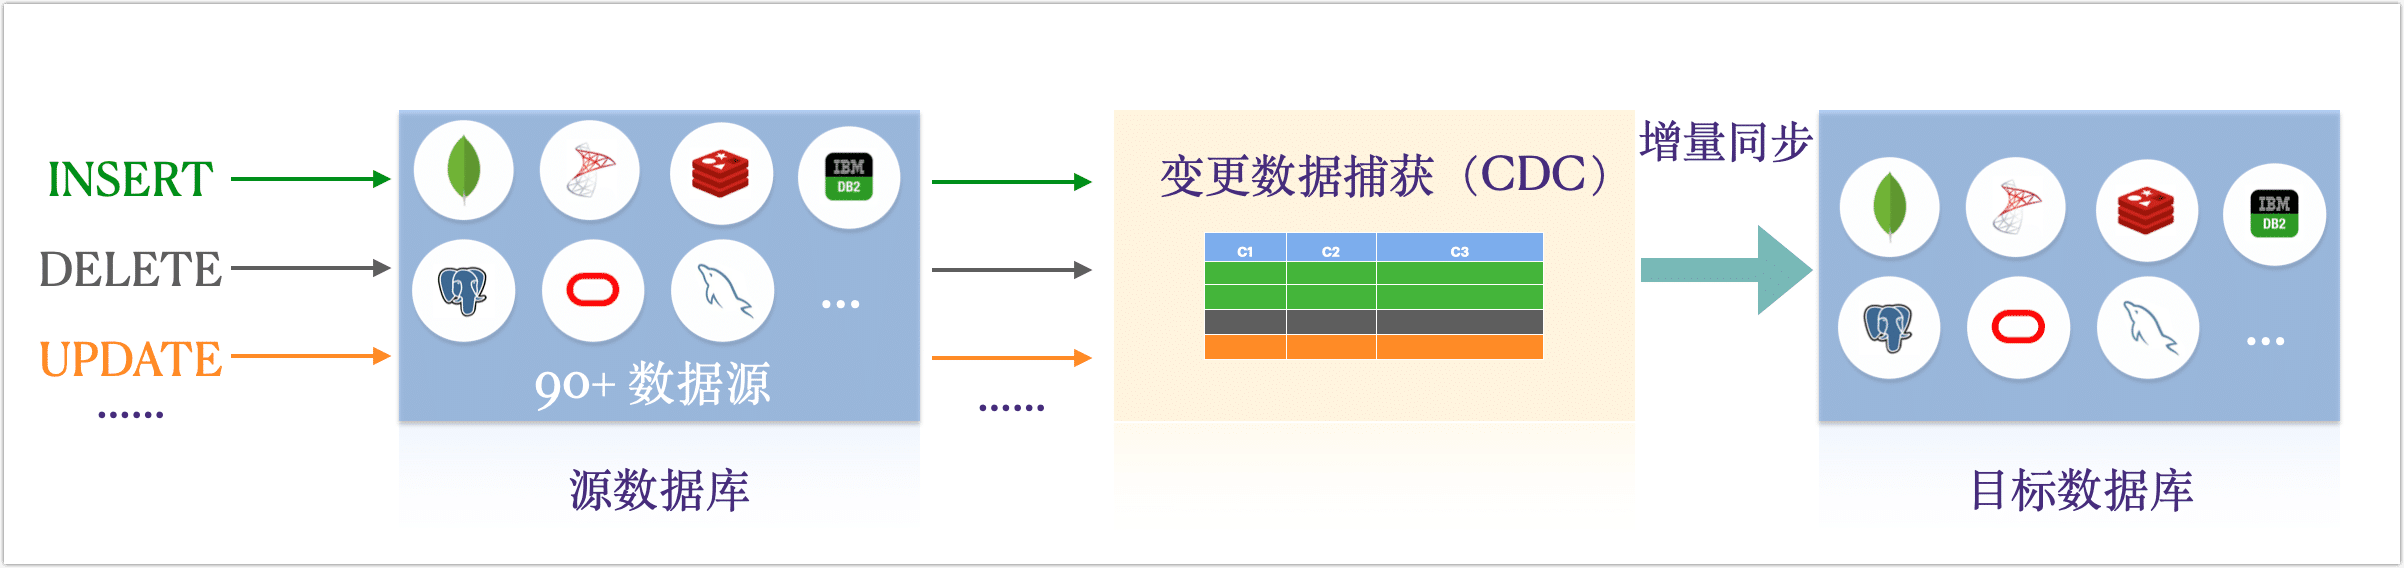 INSERT
DELETE
UPDATE
......
IBM
DB2
...
90+ 数据源
源数据库
......
变更数据捕获（CDC）
C1 C2 C3
增量同步
IBM
DB2
...
目标数据库